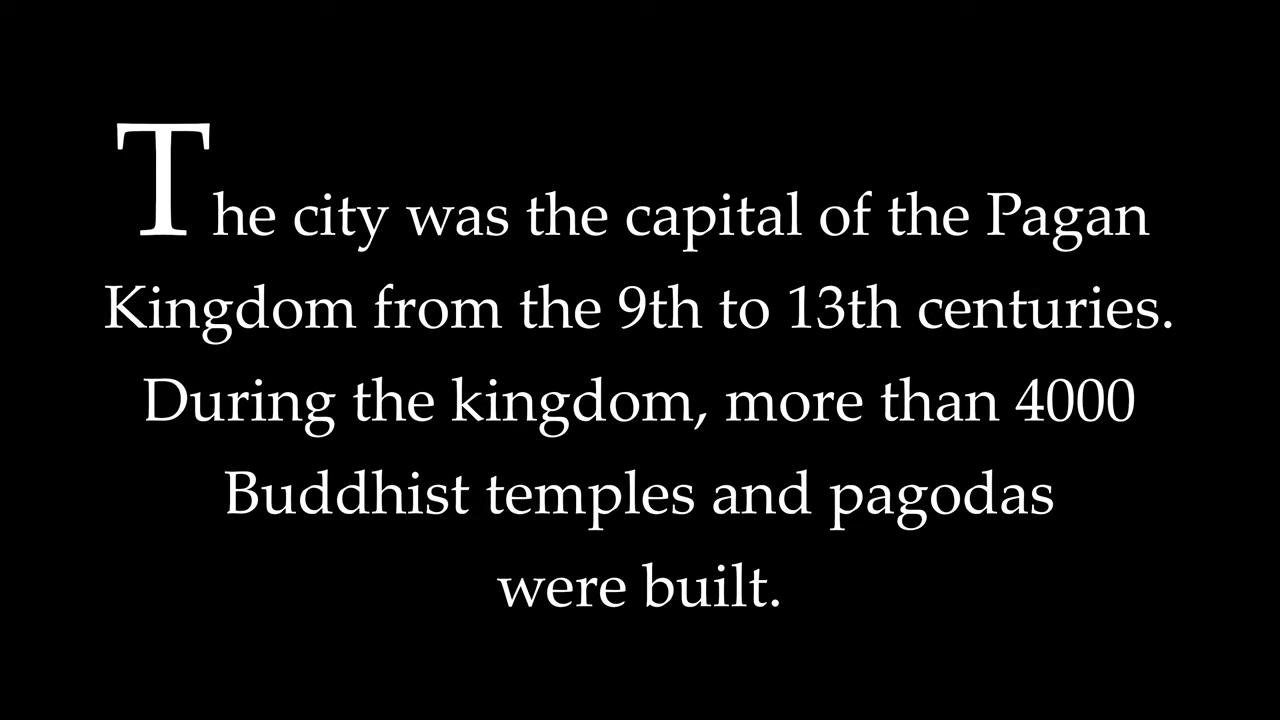 The city was the capital of the Pagan
Kingdom from the 9th to 13th centuries.
During the kingdom, more than 4000
Buddhist temples and pagodas
were built.